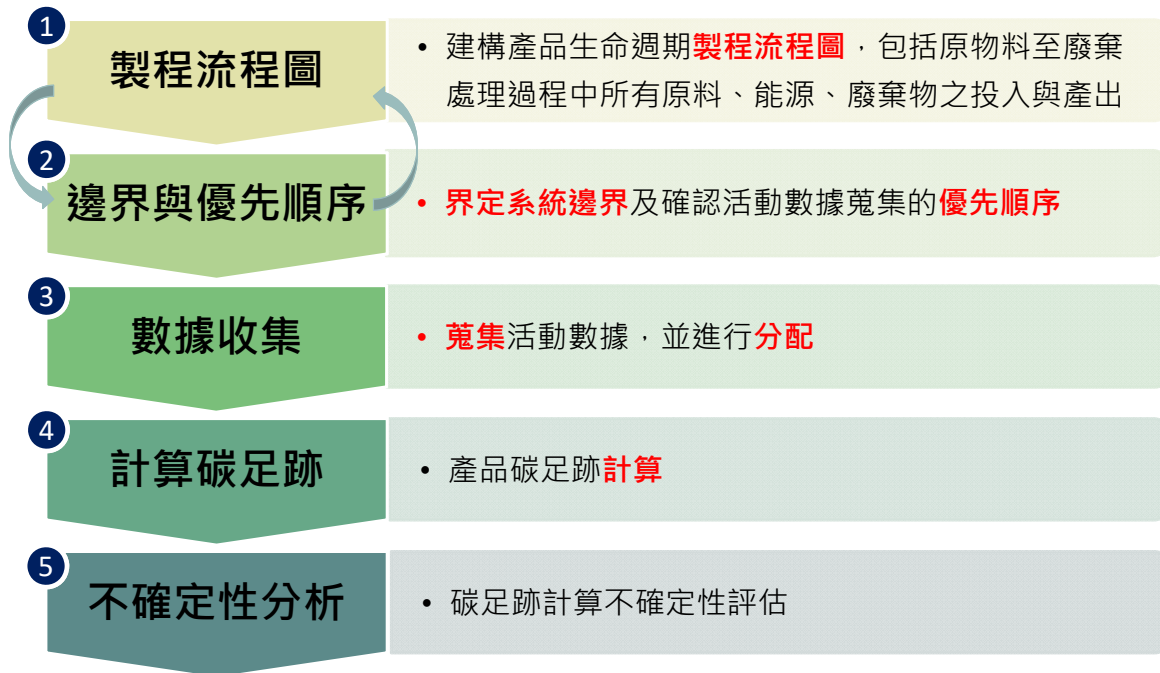 1
製程流程圖
• 建構產品生命週期製程流程圖，包括原物料至廢棄
處理過程中所有原料、能源、廢棄物之投入與產出
2
邊界與優先順序
• 界定系統邊界及確認活動數據蒐集的優先順序
3
數據收集
• 蒐集活動數據，並進行分配
4
計算碳足跡
• 產品碳足跡計算
5
不確定性分析
• 碳足跡計算不確定性評估